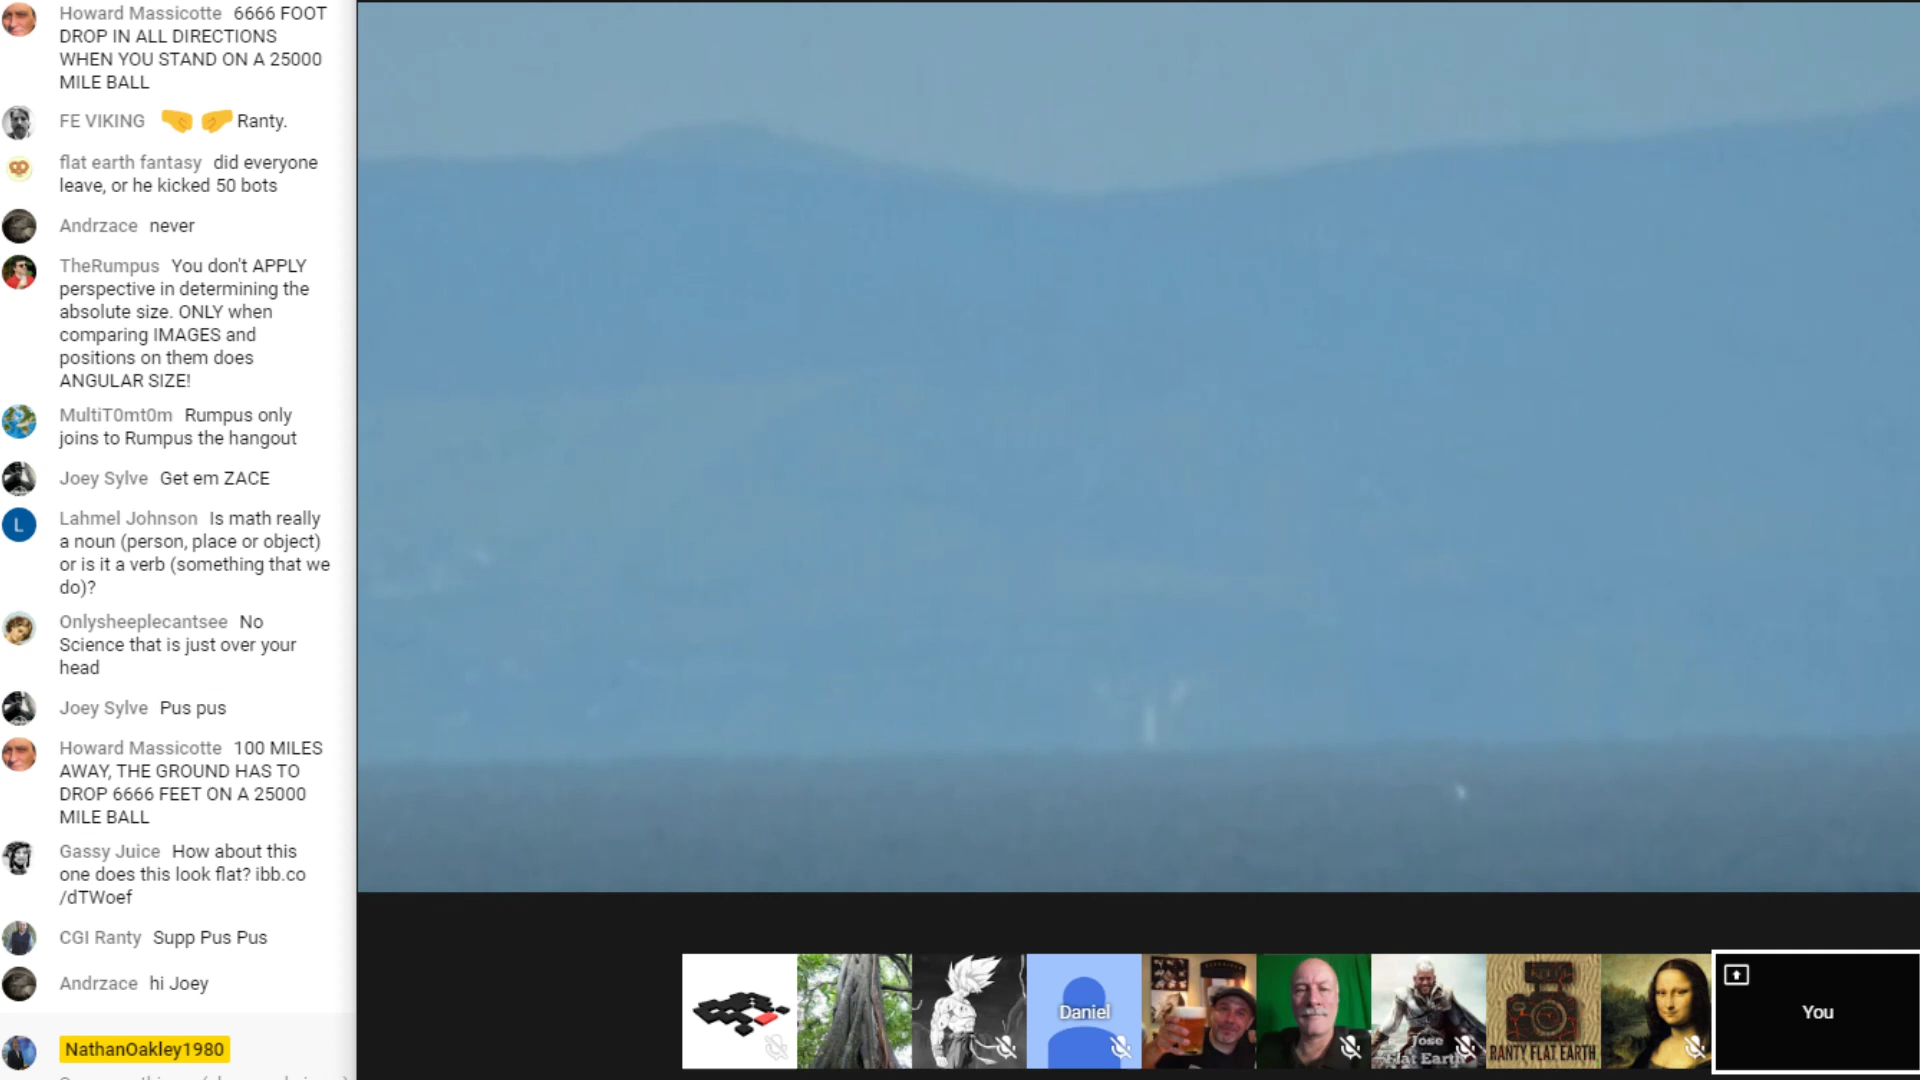 Howard Massicotte 6666 FOOT
DROP IN ALL DIRECTIONS
WHEN YOU STAND ON A 25000
MILE BALL
FE VIKING Ranty.
flat earth fantasy did everyone
leave, or he kicked 50 bots
Andrzace never
TheRumpus You don't APPLY
perspective in determining the
absolute size. ONLY when
comparing IMAGES and
positions on them does
ANGULAR SIZE!
MultiT0mt0m Rumpus only
joins to Rumpus the hangout
Joey Sylve Get em ZACE
L
Lahmel Johnson Is math really
a noun (person, place or object)
or is it a verb (something that we
do)?
Onlysheeplecantsee No
Science that is just over your
head
Joey Sylve Pus pus
Howard Massicotte 100 MILES
AWAY, THE GROUND HAS TO
DROP 6666 FEET ON A 25000
MILE BALL
Gassy Juice How about this
one does this look flat? ibb.co
/dTWoef
CGI Ranty Supp Pus Pus
Andrzace hi Joey
NathanOakley1980
Daniel
Jose
Flat Earth
RANTY FLAT EARTH
You